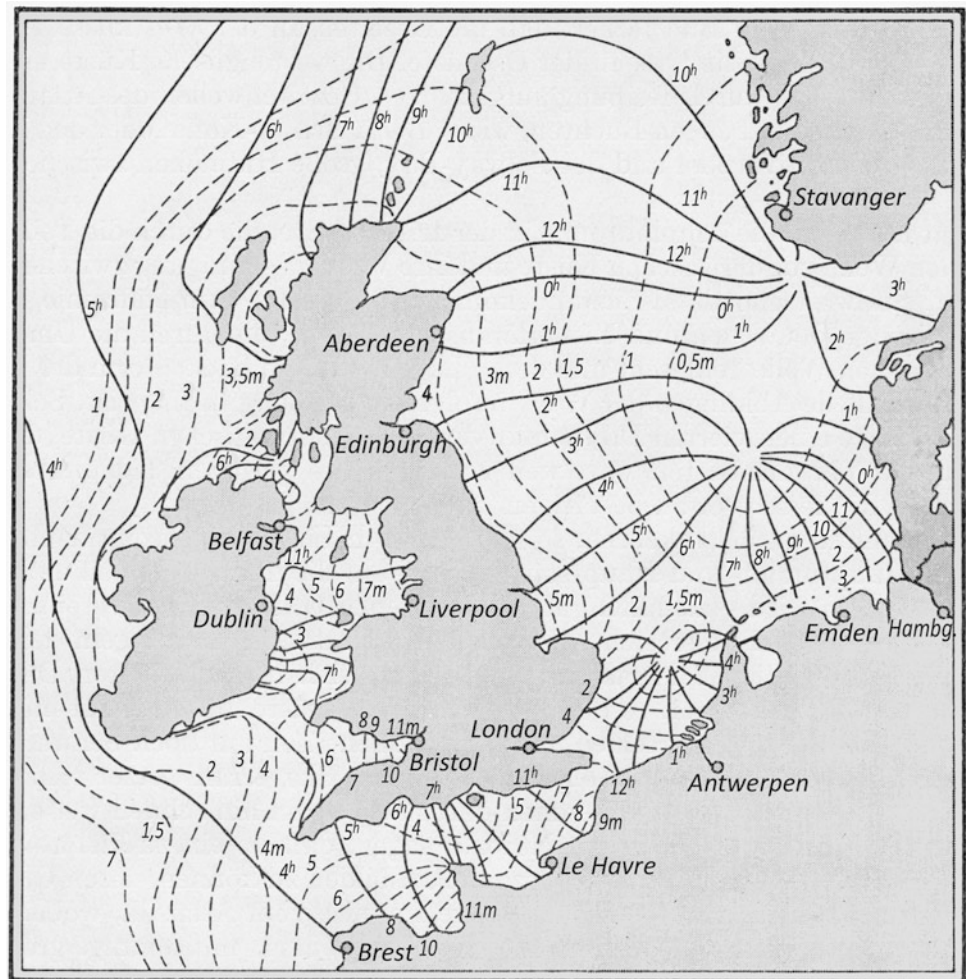 10h
6h
7h
8h
9h
10h
11h
11h
Stavanger
12h
12h
5h
0h
0h
3h
1
2
3
3,5m
Aberdeen
1h
1h
2h
4
3m
2
1,5
1
0,5m
2
6h
Edinburgh
2h
3h
1h
4h
4h
0h
11
10
9h
8h
7h
6h
5h
2
3
Belfast
11h
4
5
6
7m
Dublin
Liverpool
5m
2
1,5m
Emden
Hambg.
3
7h
2
4
4h
3h
8
9
11m
London
6
7
10
Bristol
11h
12h
1h
Antwerpen
2
3
4
7h
6h
4
5
7
8
9m
1,5
4m
5h
4h
5
Le Havre
7
6
8
10
11m
Brest